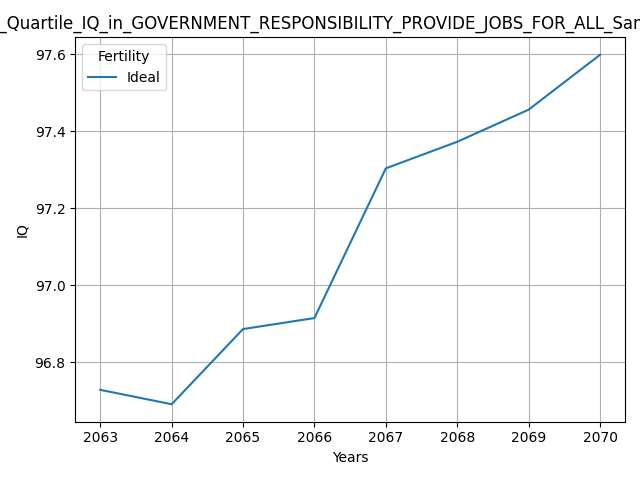 _Quartile_IQ_in_GOVERNMENT_RESPONSIBILITY_PROVIDE_JOBS_FOR_ALL_Sa
Fertility
Ideal
97.6
97.4
97.2
97.0
96.8
IQ
2063 2064 2065 2066 2067 2068 2069 2070
Years